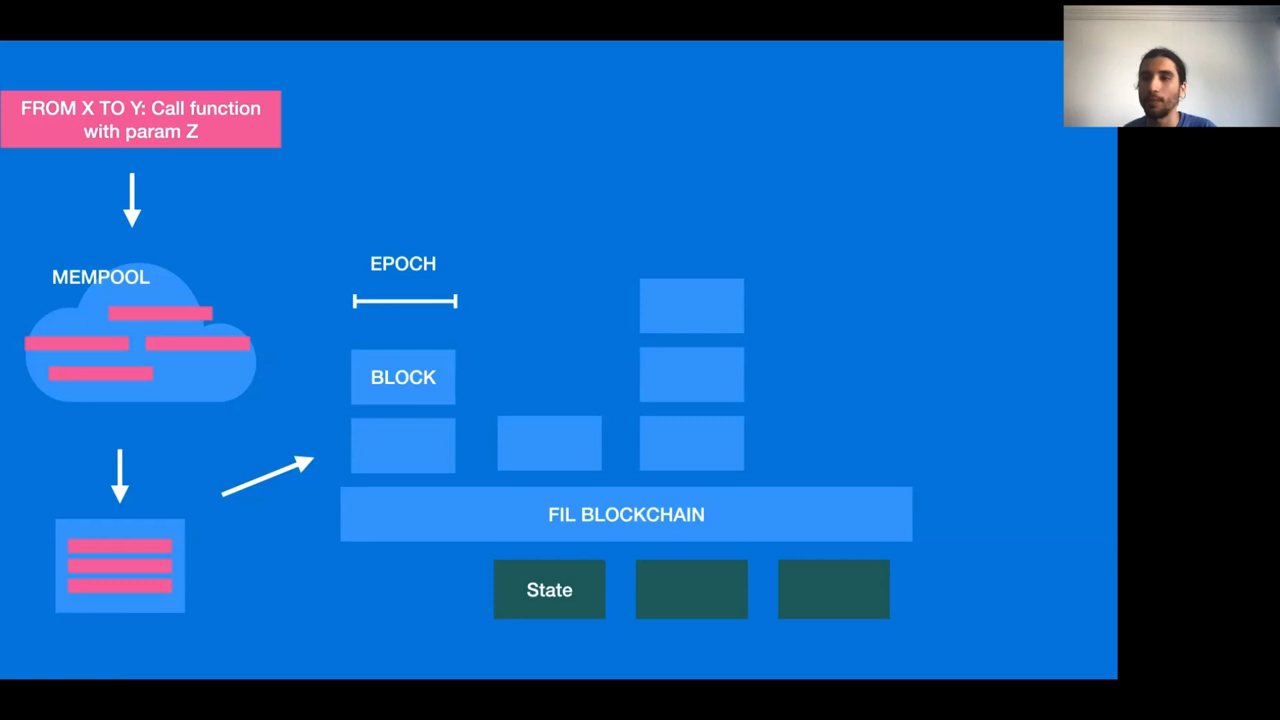 FROM X TO Y: Call function
with param Z
MEMPOOL
EPOCH
BLOCK
FIL BLOCKCHAIN
State